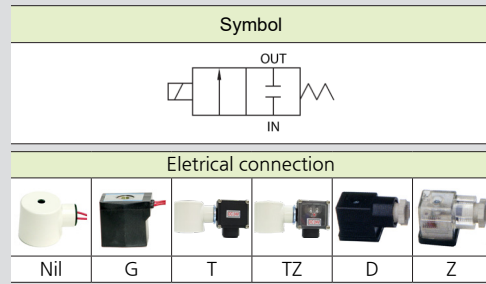 Symbol
OUT
IN
Eletrical connection
Nil G T TZ D Z